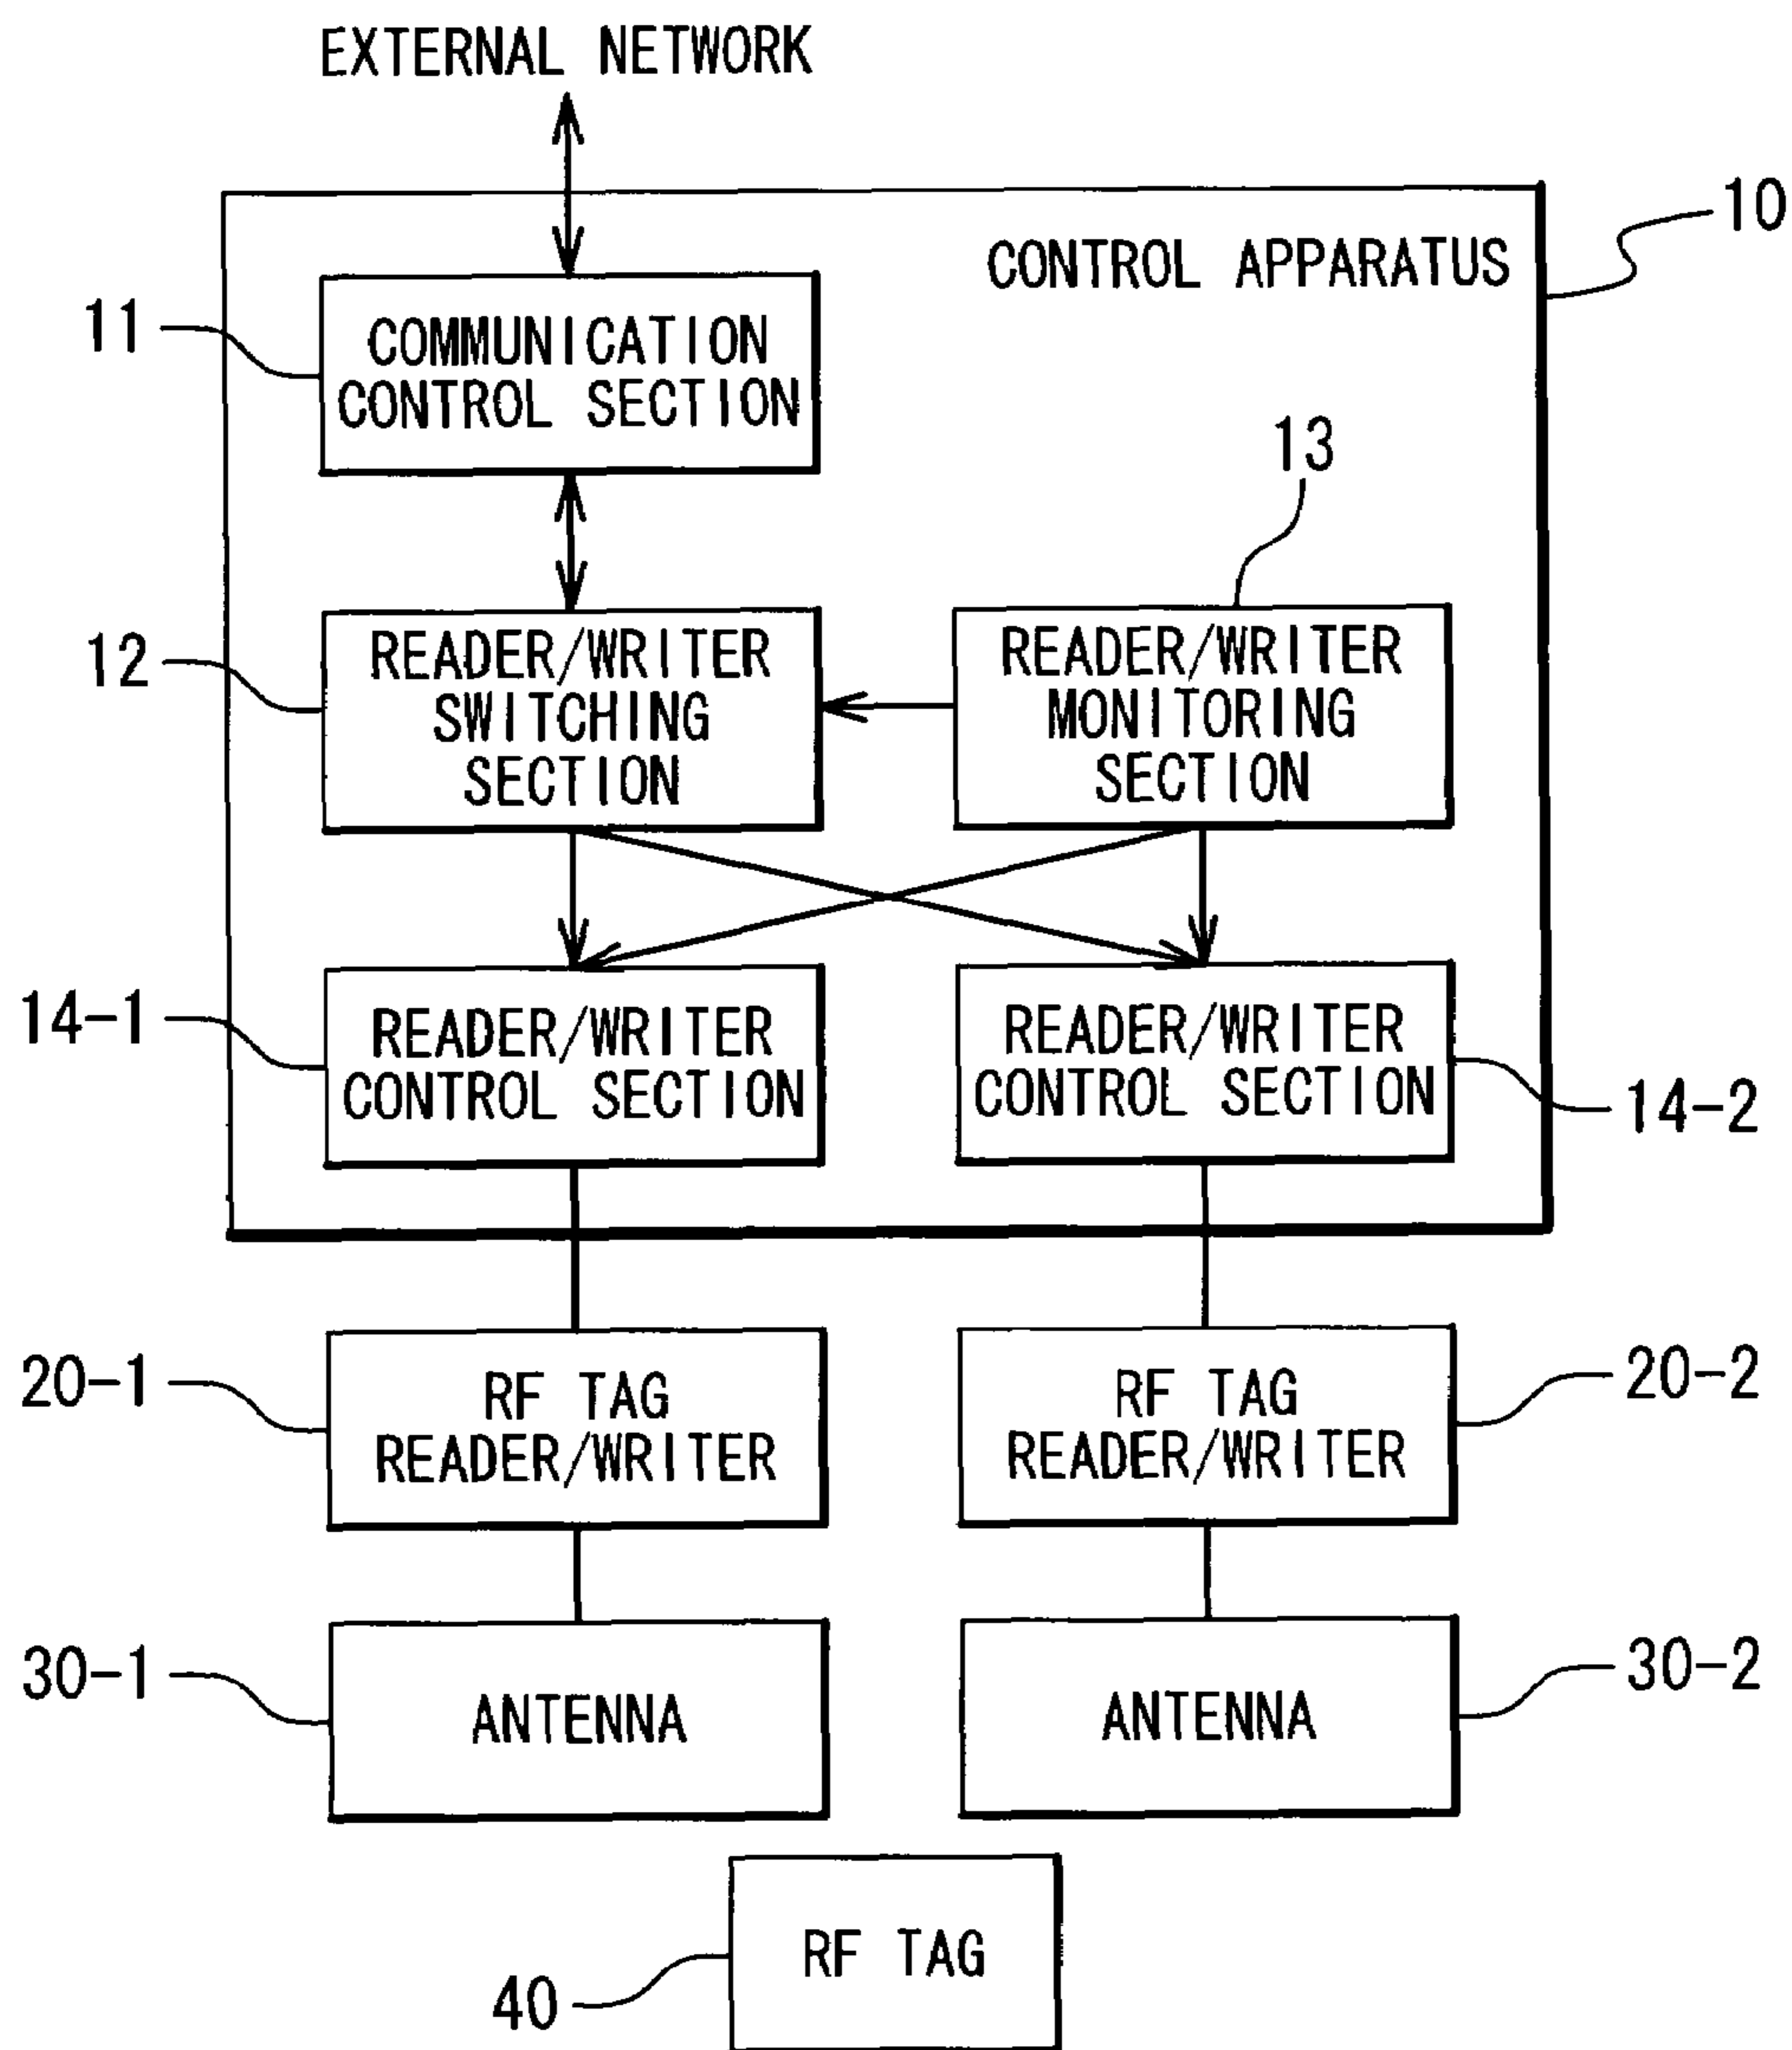 EXTERNAL NETWORK
10
CONTROL APPARATUS
11
COMMUNICATION
CONTROL SECTION
13
12
READER/WRITER
SWITCHING
SECTION
READER/WRITER
MONITORING
SECTION
14-1
READER/WRITER
CONTROL SECTION
READER/WRITER
CONTROL SECTION
14-2
20-1
RF TAG
READER/WRITER
RF TAG
READER/WRITER
20-2
30-1
ANTENNA
ANTENNA
30-2
RF TAG
40